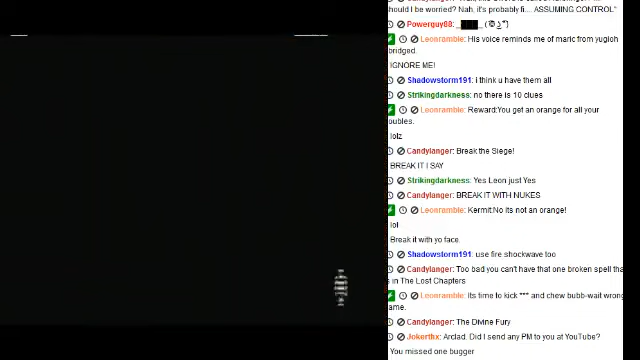 should I be worried? Nah, it's probably fi... ASSUMING CONTROL"
Powerguy88:
Leonramble: His voice reminds me of maric from yugioh
bridged.
IGNORE ME!
Shadowstorm191: i think u have them all
Strikingdarkness: no there is 10 clues
Leonramble: Reward:You get an orange for all your
oubles.
lolz
Candylanger: Break the Siege!
BREAK IT I SAY
Strikingdarkness: Yes Leon just Yes
Candylanger: BREAK IT WITH NUKES
Leonramble: Kermit:No its not an orange!
lol
Break it with yo face.
Shadowstorm191: use fire shockwave too
Candylanger: Too bad you can't have that one broken spell tha
s in The Lost Chapters
Leonramble: Its time to kick *** and chew bubb-wait wrong
ame.
Candylanger: The Divine Fury
Jokerthx: Arclad. Did I send any PM to you at YouTube?
You missed one bugger